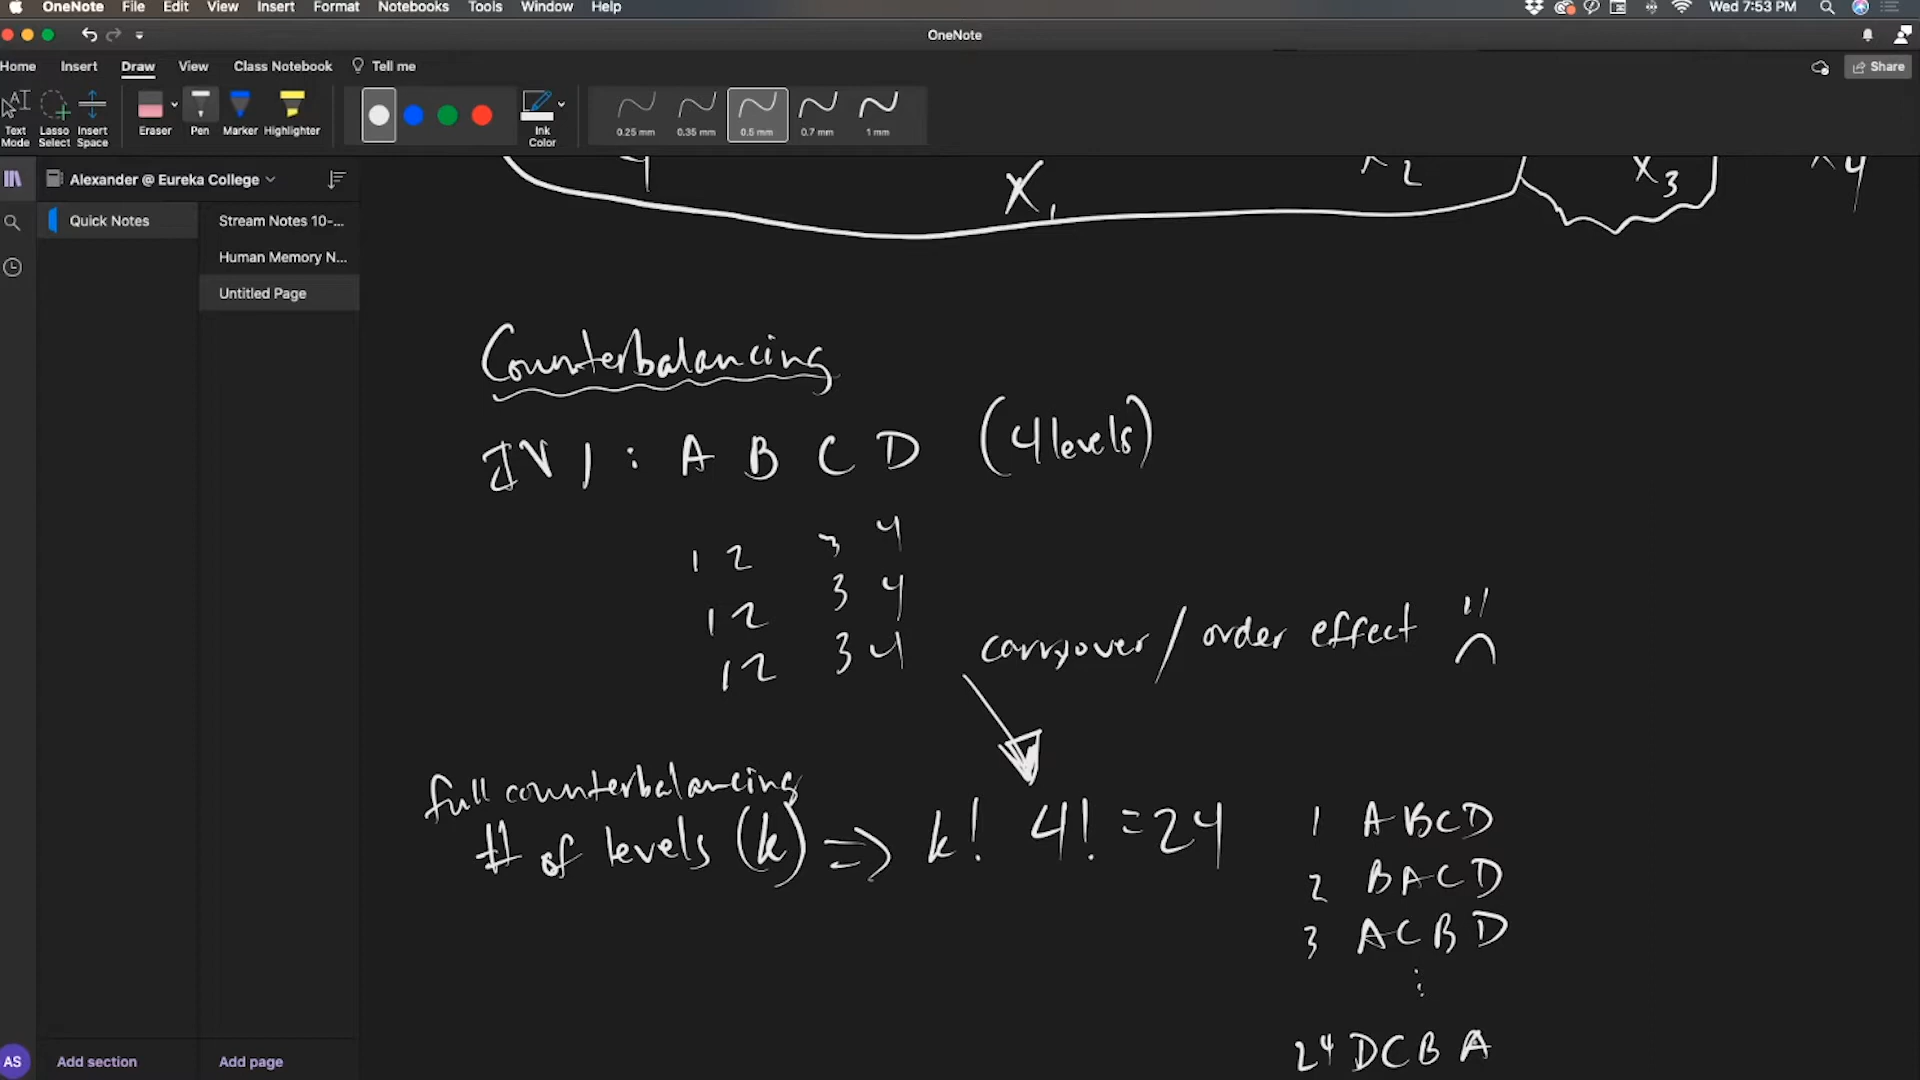 OneNote File Edit View Insert Format Notebooks Tools Window Help Wed 7:53 PM
OneNote
Home Insert Draw View Class Notebook Tell me Share
Text Mode Lasso Select Insert Space Eraser Pen Marker Highlighter Ink Color 0.25 mm 0.35 mm 0.5 mm 0.7 mm 1 mm
Alexander @ Eureka College
Quick Notes
Stream Notes 10-...
Human Memory N...
Untitled Page
X1 X2 X3 X4
Counterbalancing
IV1: A B C D (4 levels)
1 2 3 4
1 2 3 4
1 2 3 4
carryover/order effect
full counterbalancing
# of levels (k) => k! 4! = 24
1 ABCD
2 BACD
3 ACBD
⋮
24 DCBA
AS Add section Add page